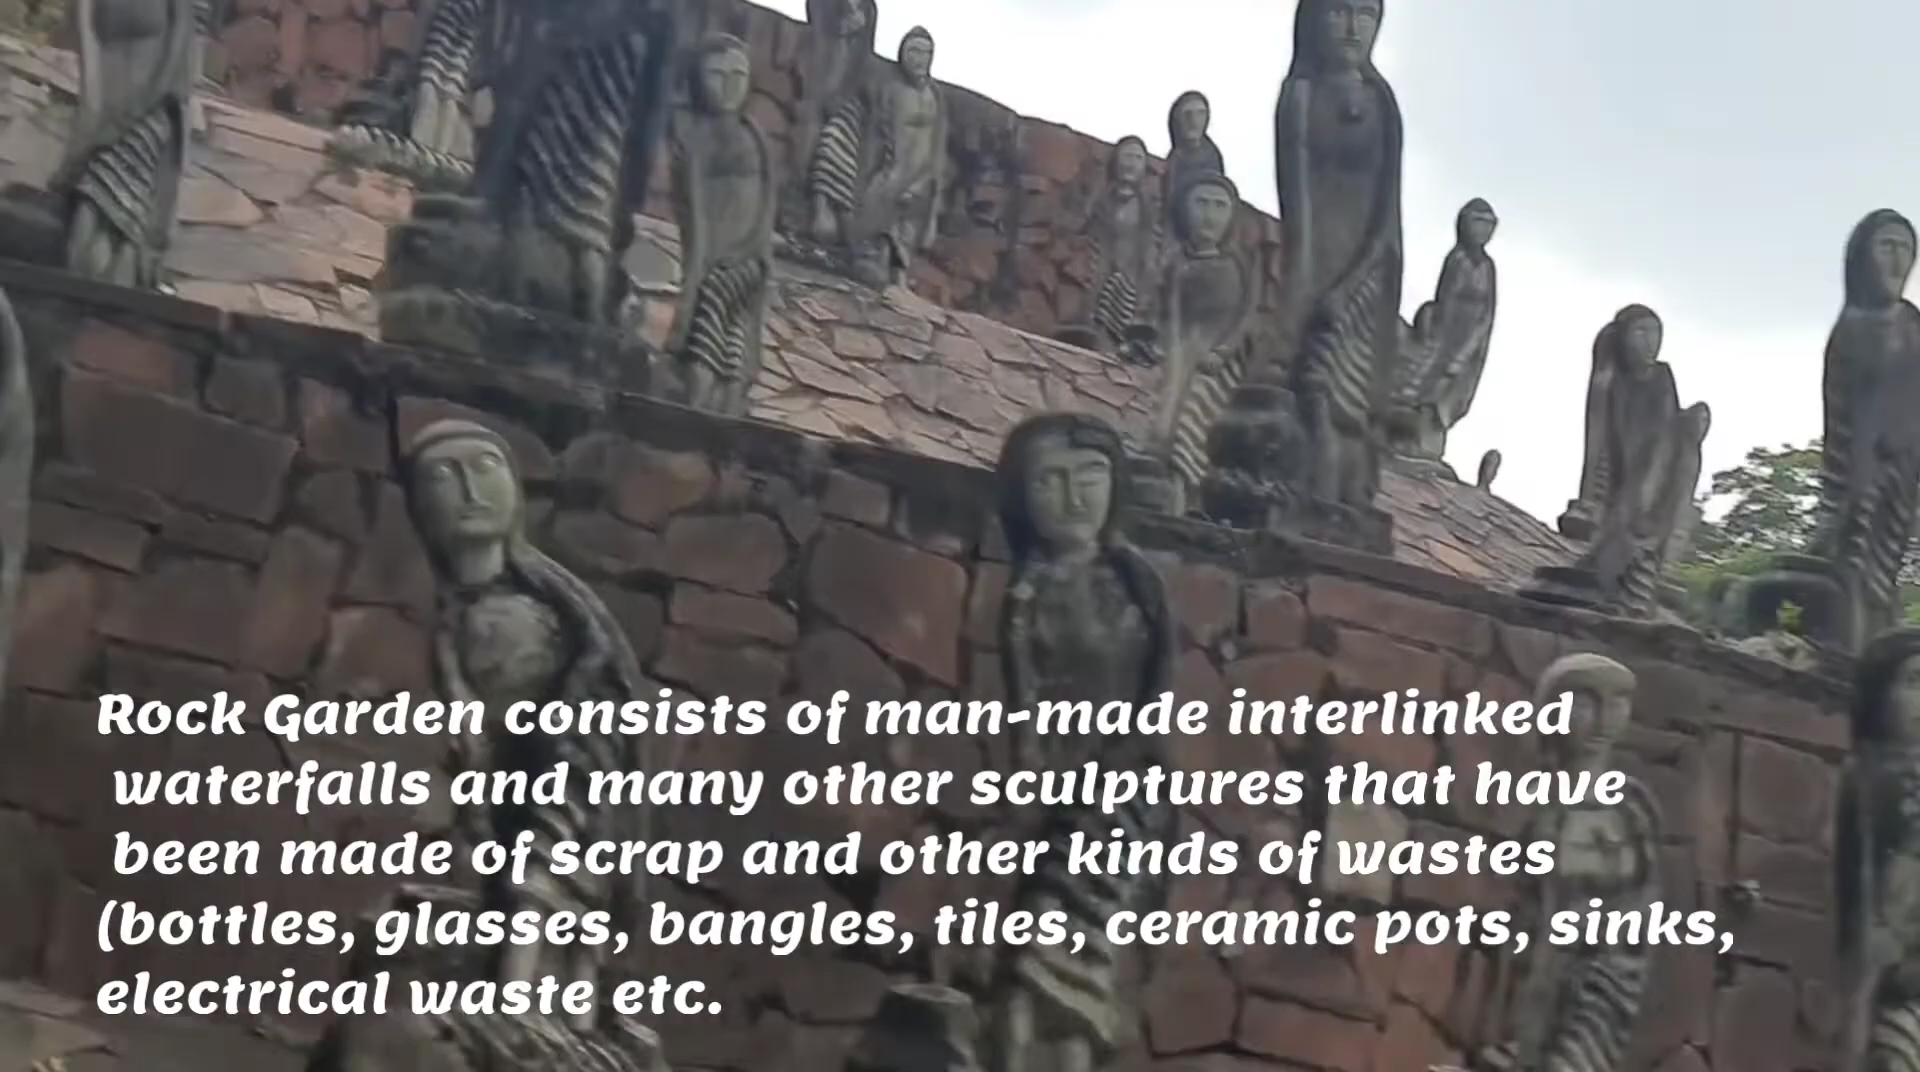 Rock Garden consists of man-made interlinked
waterfalls and many other sculptures that have
been made of scrap and other kinds of wastes
(bottles, glasses, bangles, tiles, ceramic pots, sinks,
electrical waste etc.